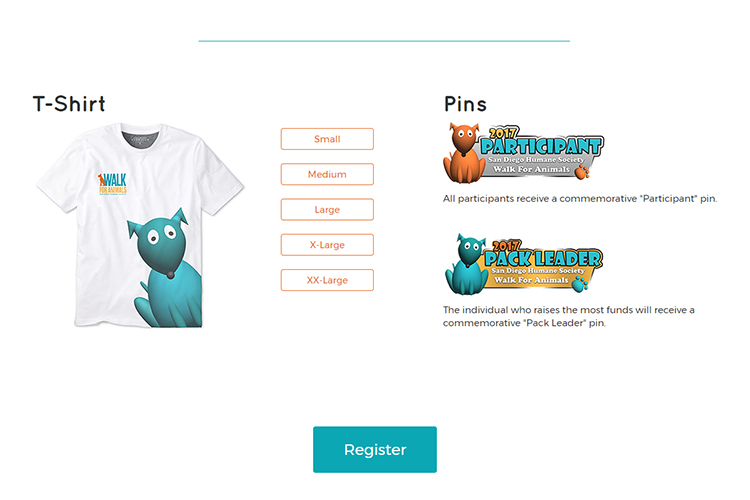 T-Shirt
WALK
FOR ANIMALS
Small
Medium
Large
X-Large
XX-Large
Pins
2017
PARTICIPANT
San Diego Humane Society
Walk For Animals
All participants receive a commemorative "Participant" pin.
2017
PACK LEADER
San Diego Humane Society
Walk For Animals
The individual who raises the most funds will receive a
commemorative "Pack Leader" pin.
Register